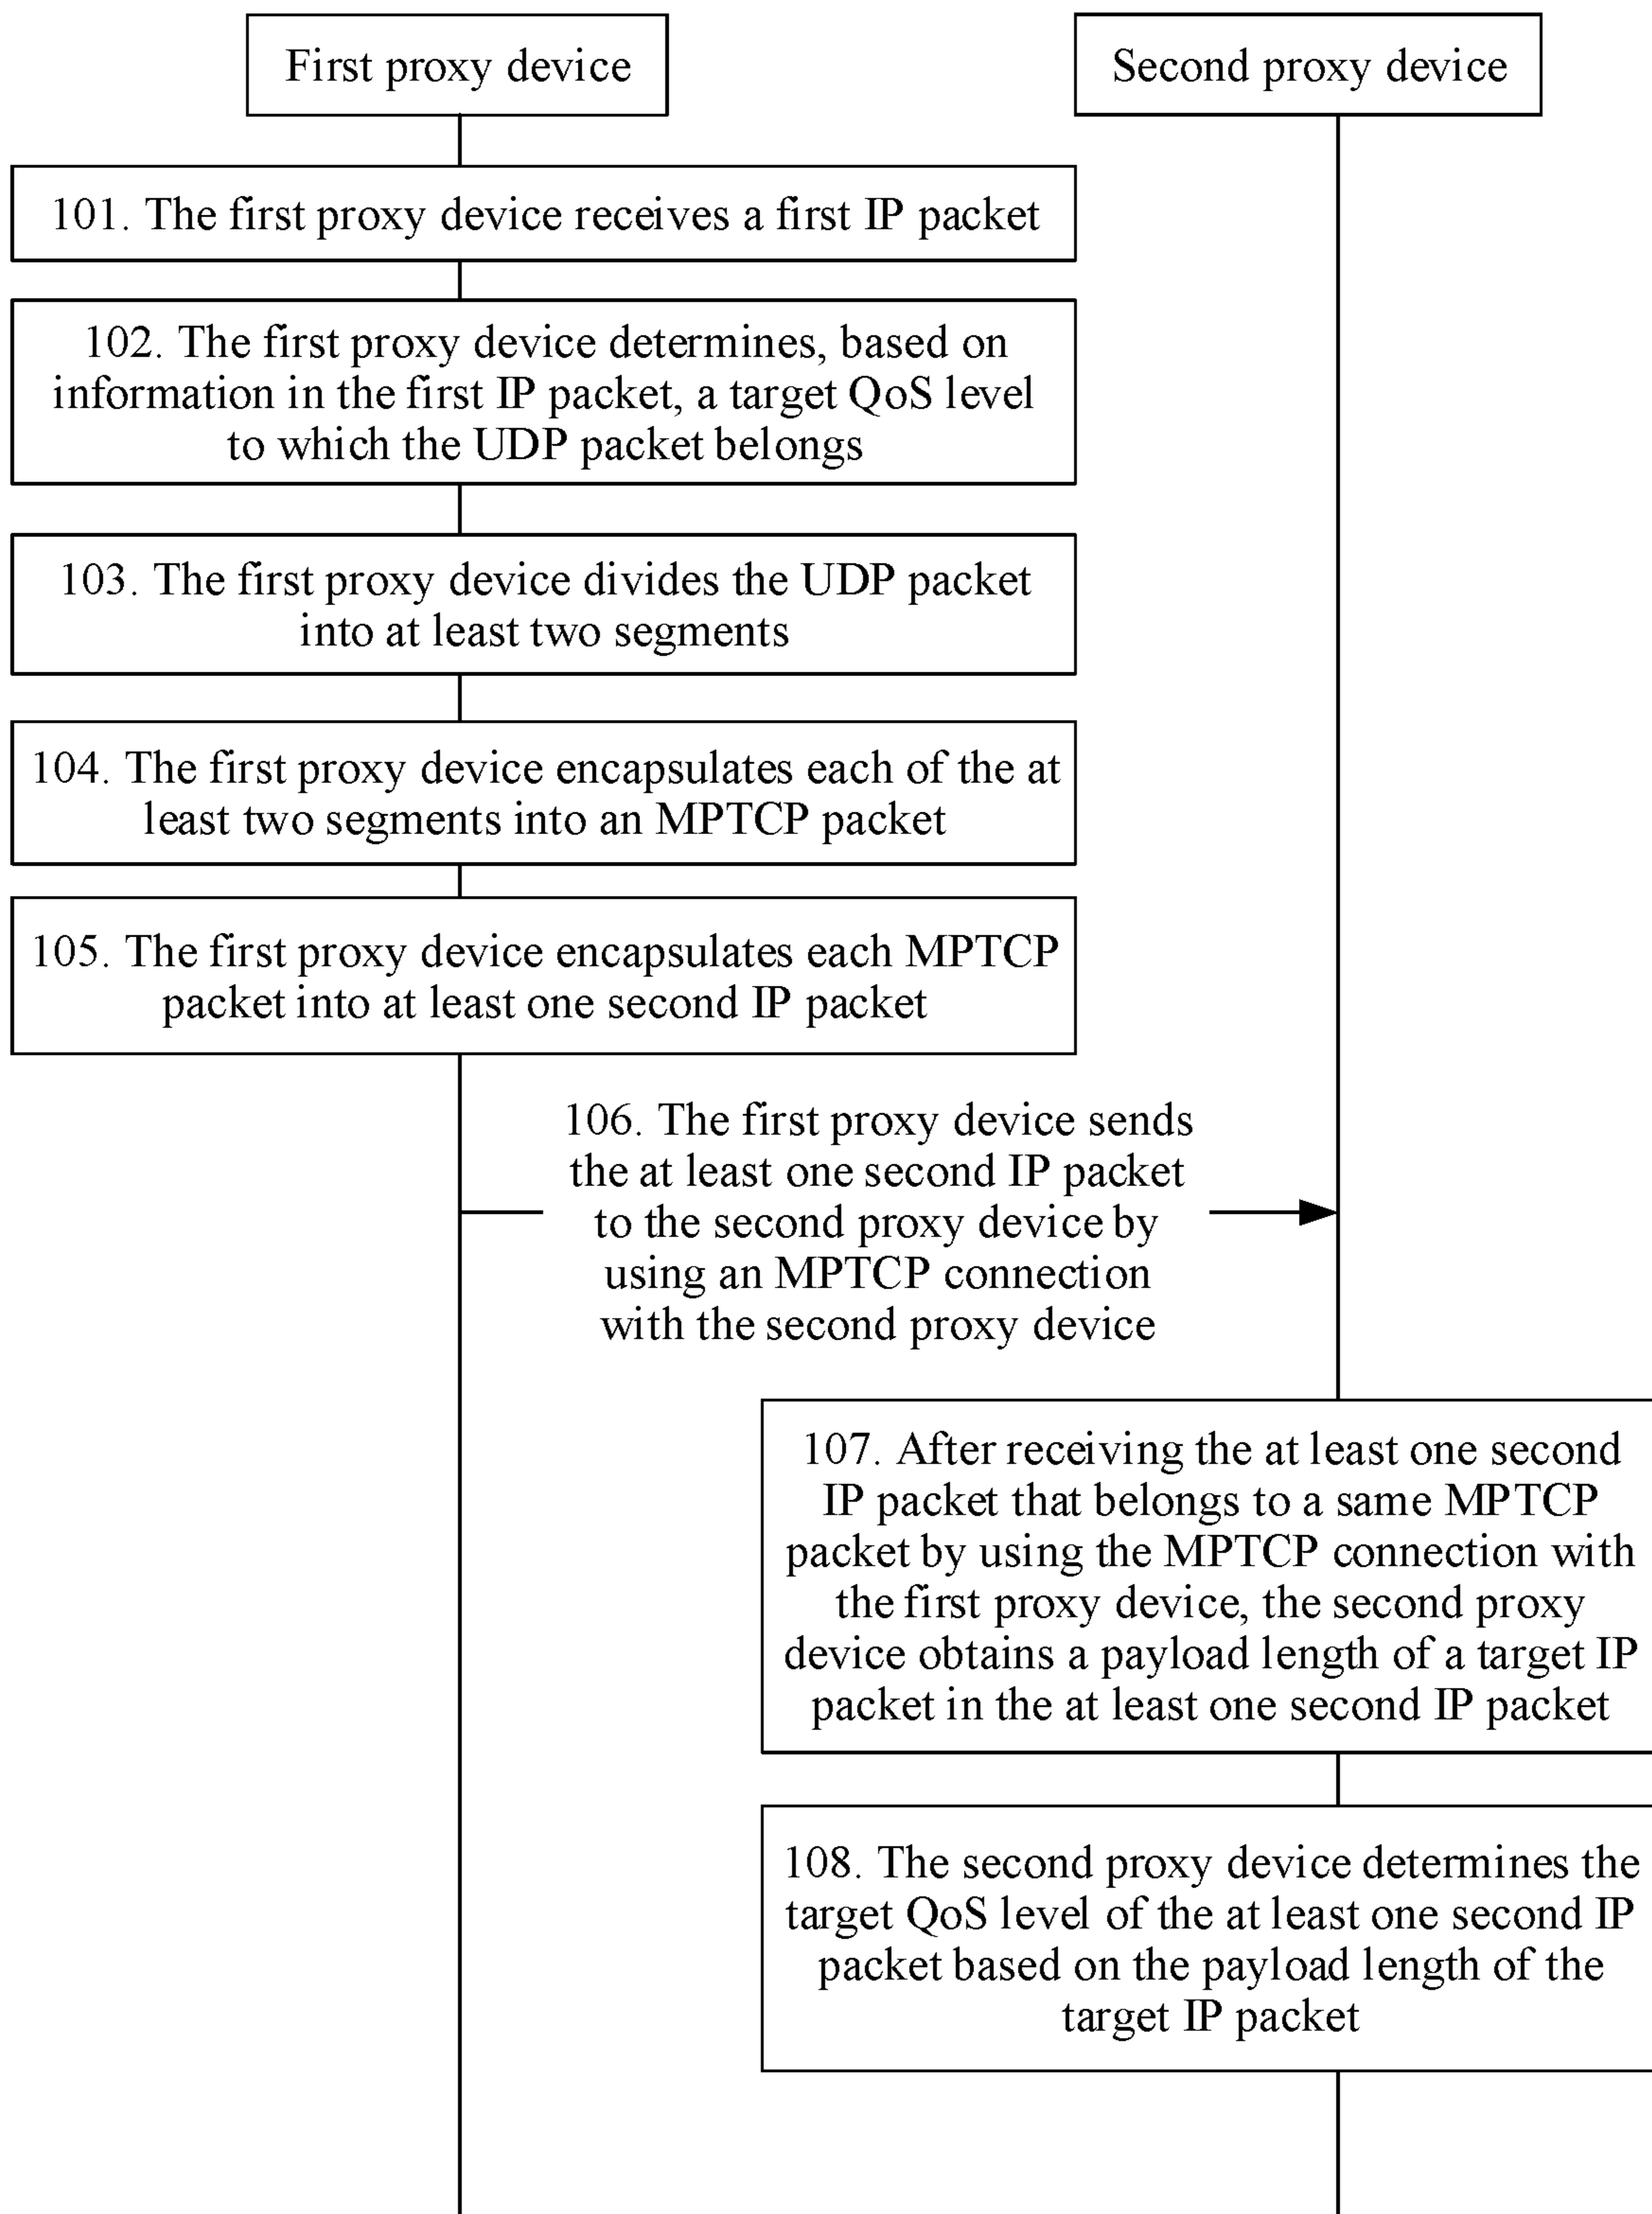 First proxy device
Second proxy device
101. The first proxy device receives a first IP packet
102. The first proxy device determines, based on
information in the first IP packet, a target QoS level
to which the UDP packet belongs
103. The first proxy device divides the UDP packet
into at least two segments
104. The first proxy device encapsulates each of the at
least two segments into an MPTCP packet
105. The first proxy device encapsulates each MPTCP
packet into at least one second IP packet
106. The first proxy device sends
the at least one second IP packet
to the second proxy device by
using an MPTCP connection
with the second proxy device
107. After receiving the at least one second
IP packet that belongs to a same MPTCP
packet by using the MPTCP connection with
the first proxy device, the second proxy
device obtains a payload length of a target IP
packet in the at least one second IP packet
108. The second proxy device determines the
target QoS level of the at least one second IP
packet based on the payload length of the
target IP packet